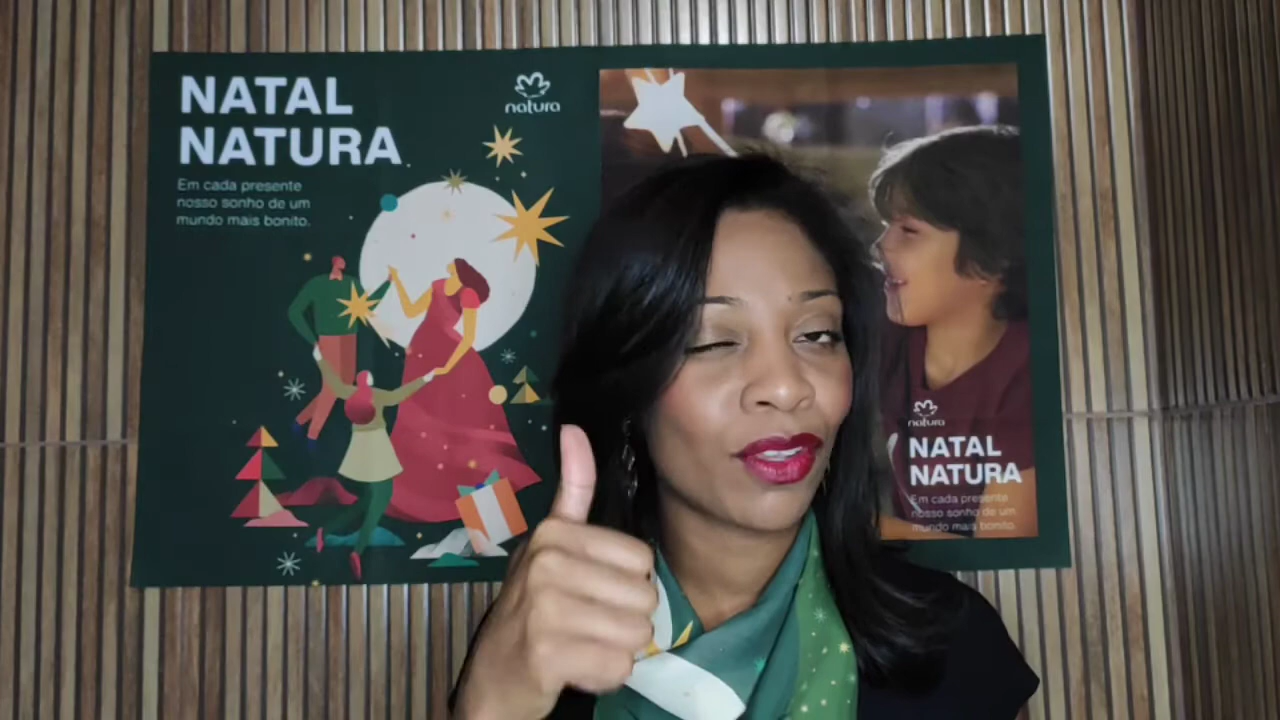 NATAL
NATURA
Em cada presente
nosso sonho de um
mundo mais bonito.
natura
natura
NATAL
NATURA
Em cada presente
nosso sonho de um
mundo mais bonito.